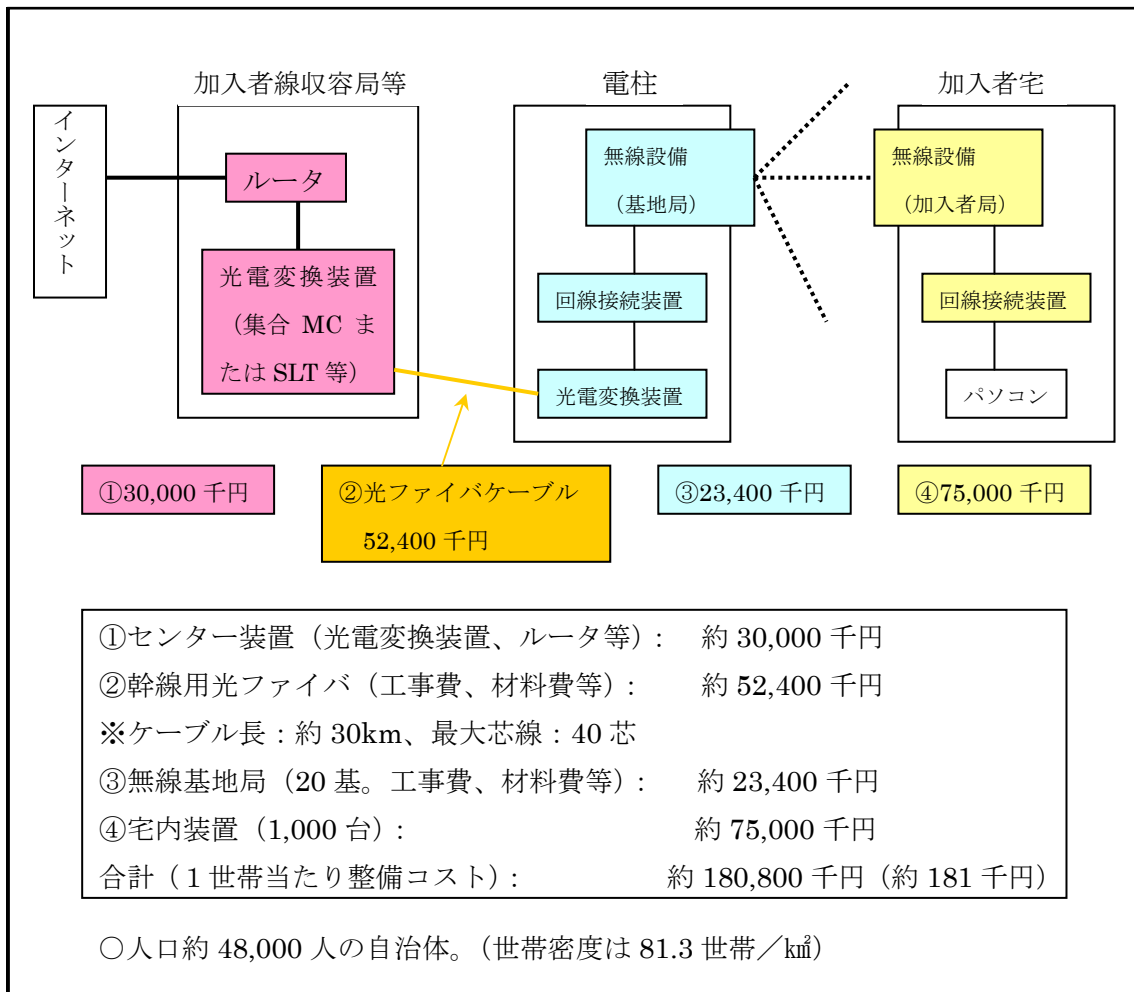 加入者線収容局等
電柱
加入者宅
インターネット
ルータ
光電変換装置
(集合 MC ま
たは SLT 等)
無線設備
(基地局)
回線接続装置
光電変換装置
無線設備
(加入者局)
回線接続装置
パソコン
①30,000 千円
②光ファイバケーブル
52,400 千円
③23,400 千円
④75,000 千円
①センター装置(光電変換装置、ルータ等): 約 30,000 千円
②幹線用光ファイバ(工事費、材料費等): 約 52,400 千円
※ケーブル長:約 30km、最大芯線:40 芯
③無線基地局(20 基。工事費、材料費等): 約 23,400 千円
④宅内装置(1,000 台): 約 75,000 千円
合計(1世帯当たり整備コスト): 約 180,800 千円(約 181 千円)
○人口約 48,000 人の自治体。(世帯密度は 81.3 世帯/㎢)